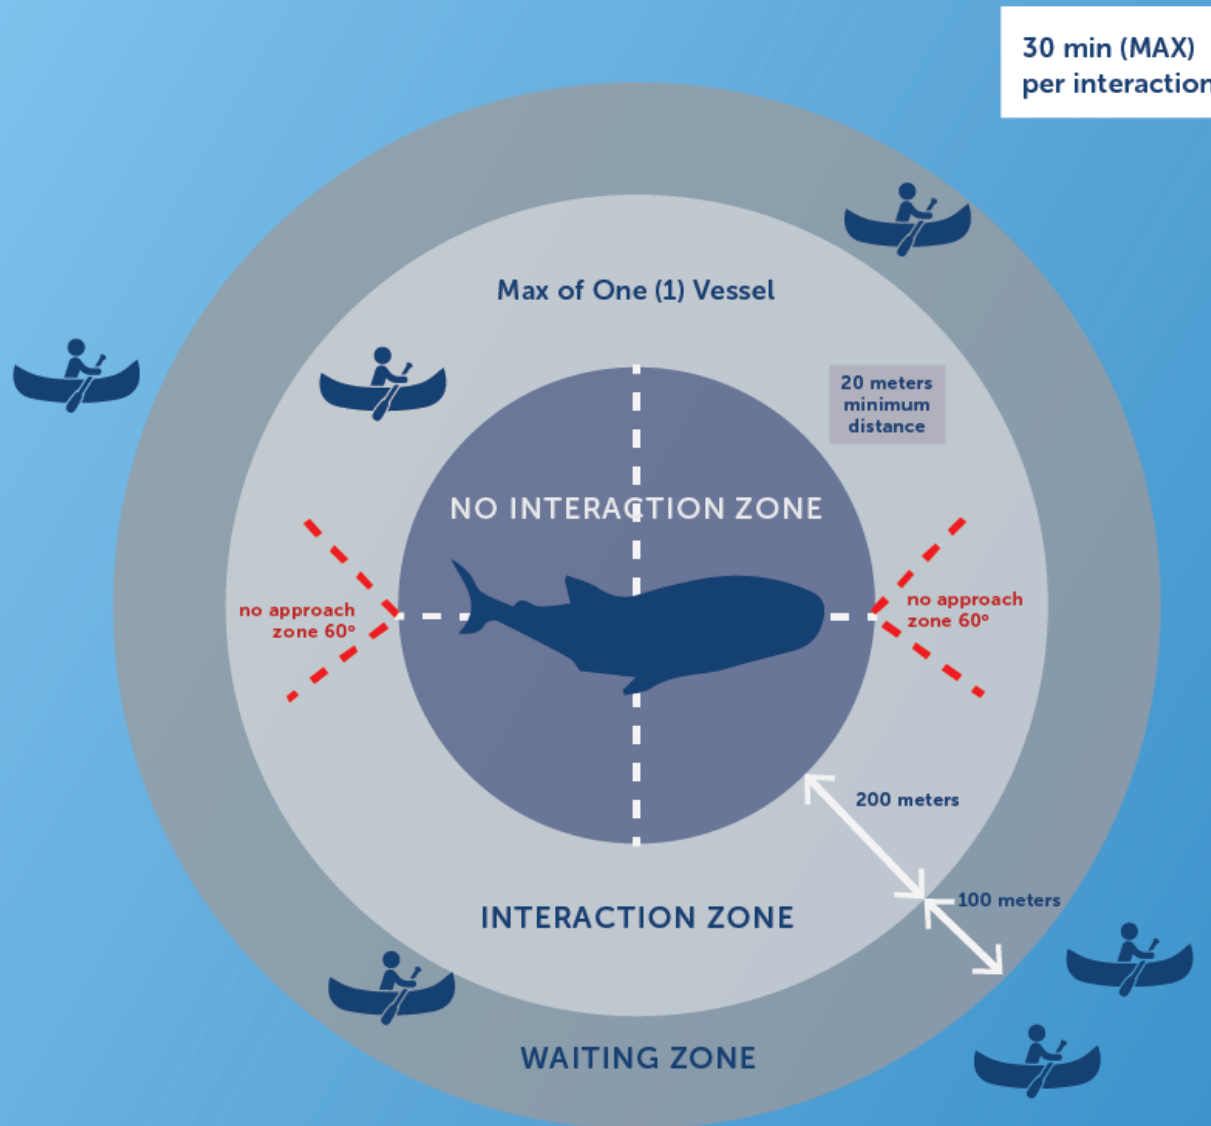 30 min (MAX)
per interaction
Max of One (1) Vessel
20 meters
minimum
distance
NO INTERACTION ZONE
no approach
zone 60º
no approach
zone 60º
200 meters
100 meters
INTERACTION ZONE
WAITING ZONE